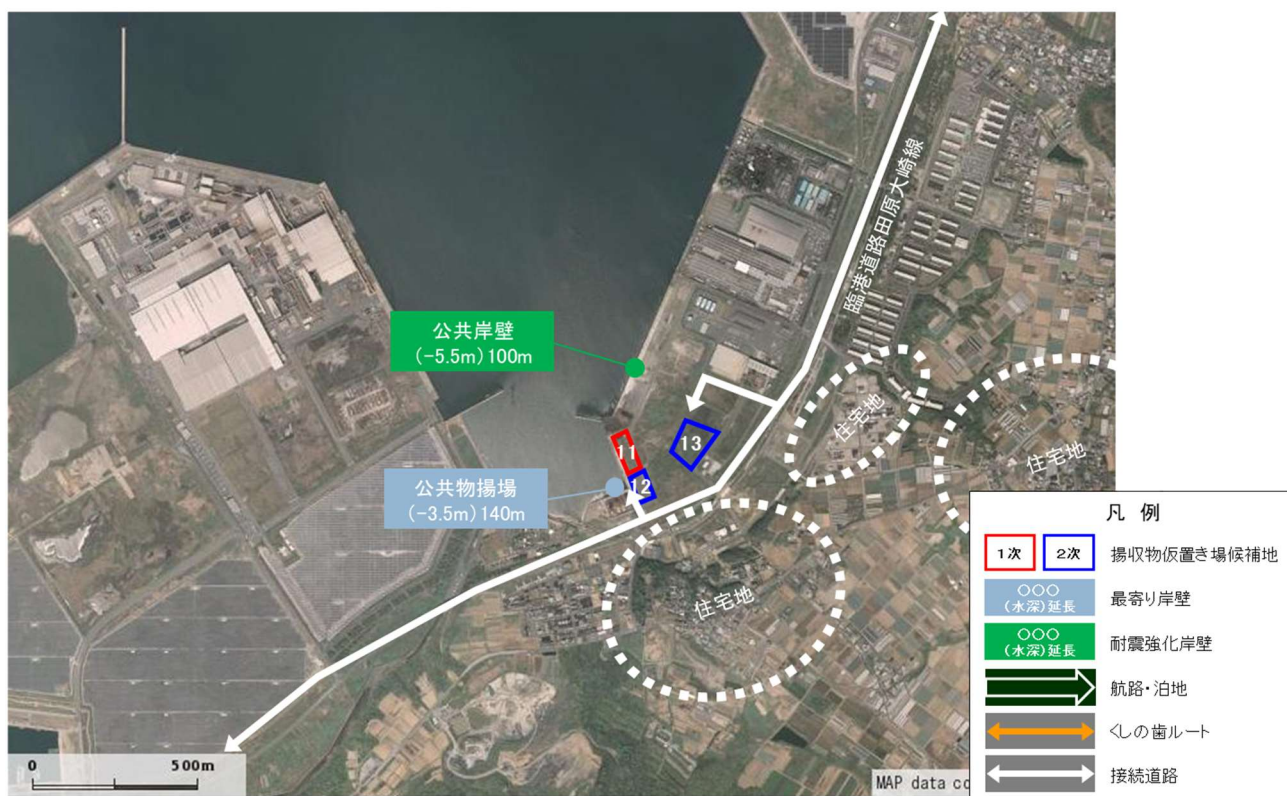 臨港道路田原大崎線
公共岸壁
(-5.5m)100m
住宅地
住宅地
11
13
12
公共物揚場
(-3.5m)140m
住宅地
凡 例
1次
2次
揚収物仮置き場候補地
○○○
(水深)延長
最寄り岸壁
○○○
(水深)延長
耐震強化岸壁
航路・泊地
くしの歯ルート
接続道路
0
500m
MAP data co